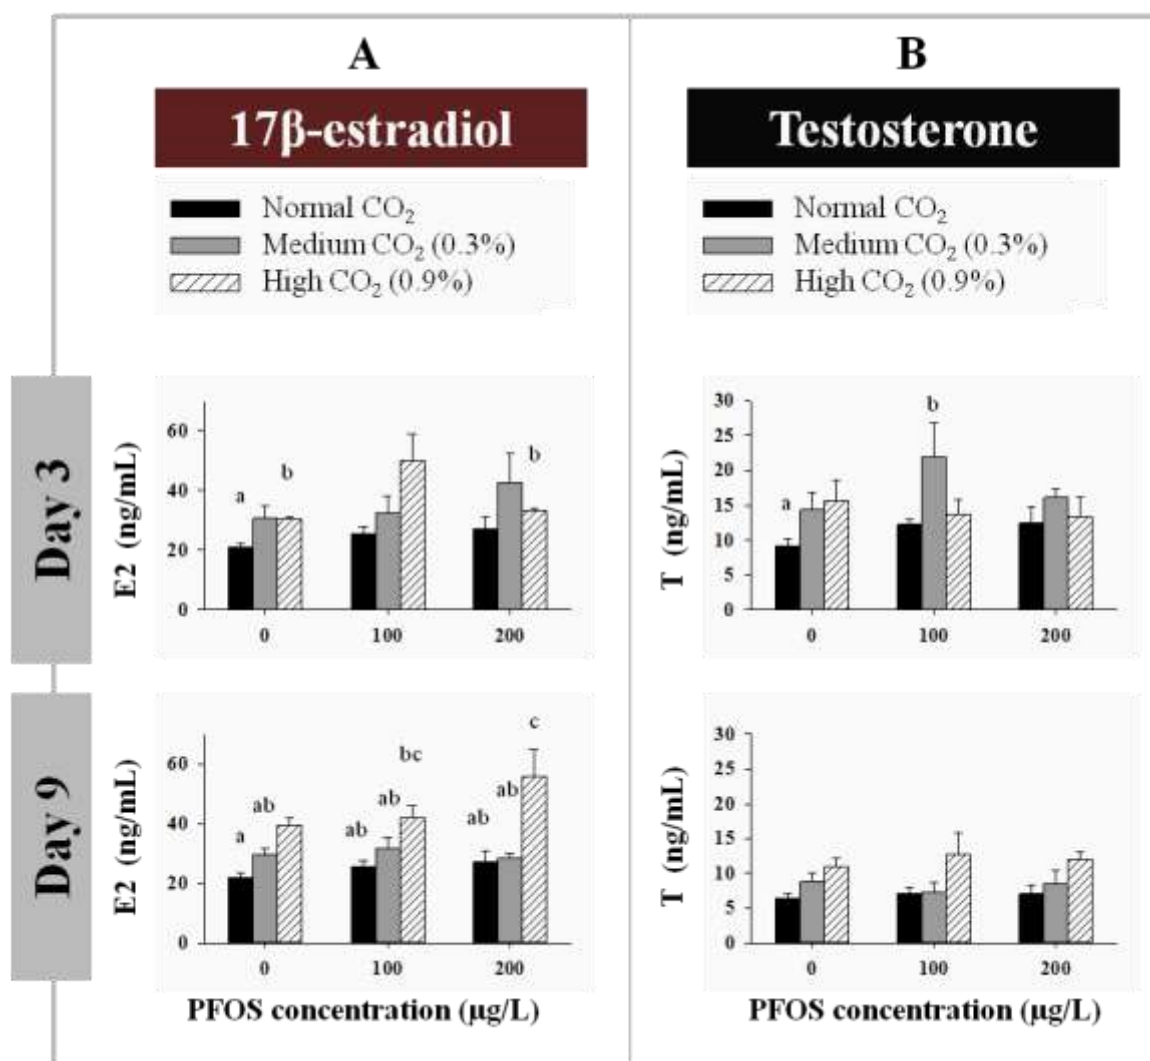 A
17β-estradiol
Normal CO₂
Medium CO₂ (0.3%)
High CO₂ (0.9%)
B
Testosterone
Normal CO₂
Medium CO₂ (0.3%)
High CO₂ (0.9%)
Day 3
E2 (ng/mL)
60
40
20
0
a
b
b
0 100 200
T (ng/mL)
30
25
20
15
10
5
0
a
b
0 100 200
Day 9
E2 (ng/mL)
60
40
20
0
a
ab
ab
ab
bc
ab
ab
c
0 100 200
PFOS concentration (µg/L)
T (ng/mL)
30
25
20
15
10
5
0
0 100 200
PFOS concentration (µg/L)